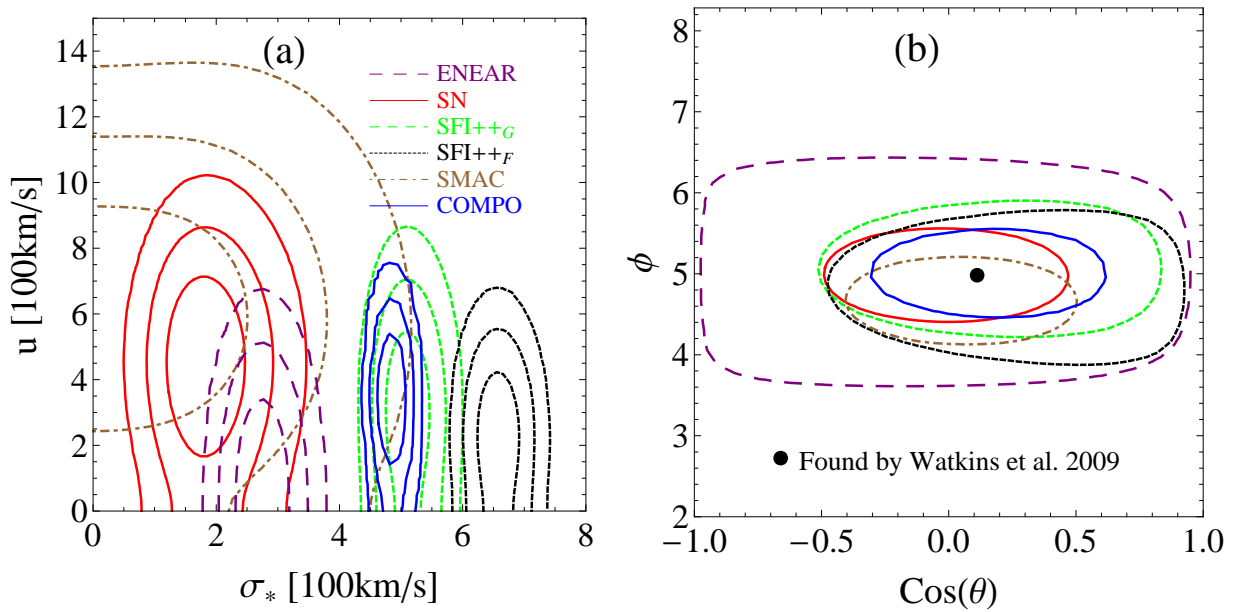 (a)
ENEAR
SN
SFI++G
SFI++F
SMAC
COMPO
14
12
10
8
6
4
2
0
u [100km/s]
0 2 4 6 8
σ* [100km/s]
(b)
8
7
6
5
4
3
2
ϕ
Found by Watkins et al. 2009
−1.0 −0.5 0.0 0.5 1.0
Cos(θ)